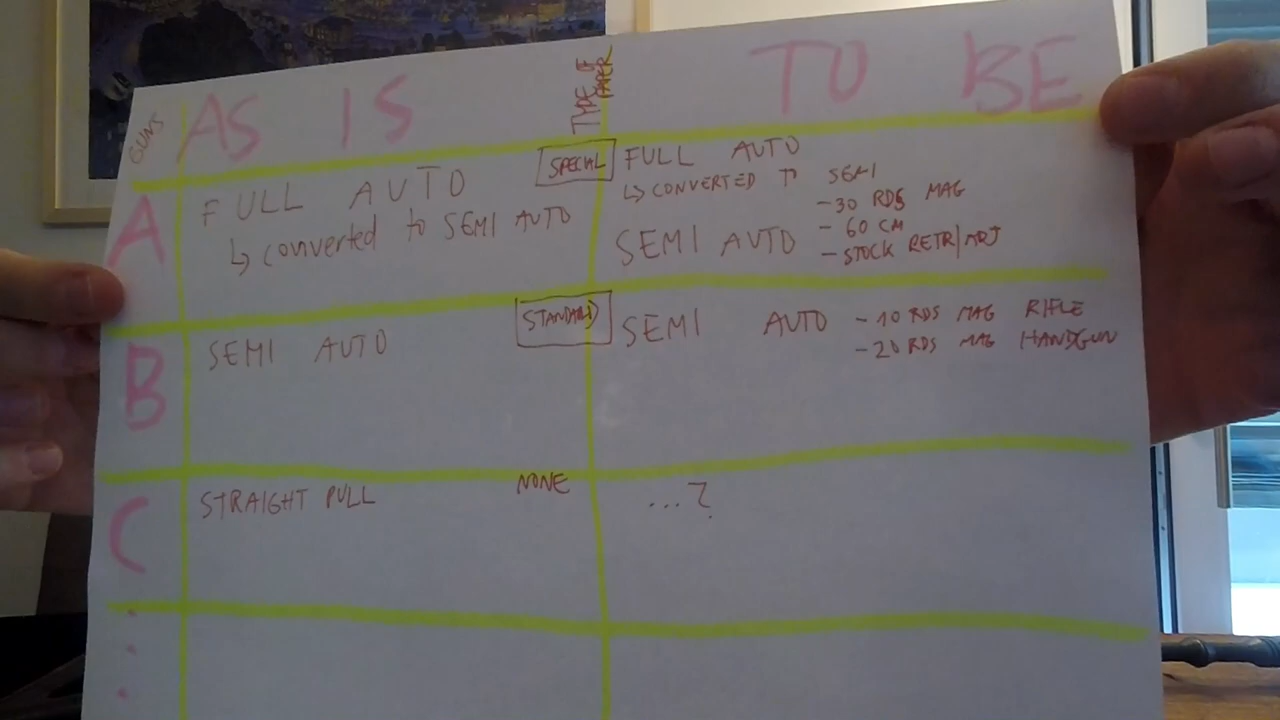 GUNS
AS IS
TYPE OF PAPER
TO BE
A
FULL AUTO
↳ converted to SEMI AUTO
SPECIAL
FULL AUTO
↳ CONVERTED TO SEMI
SEMI AUTO
- 30 RDS MAG
- 60 CM
- STOCK RETR/ADJ
B
SEMI AUTO
STANDARD
SEMI AUTO
- 10 RDS MAG RIFLE
- 20 RDS MAG HANDGUN
C
STRAIGHT PULL
NONE
...?